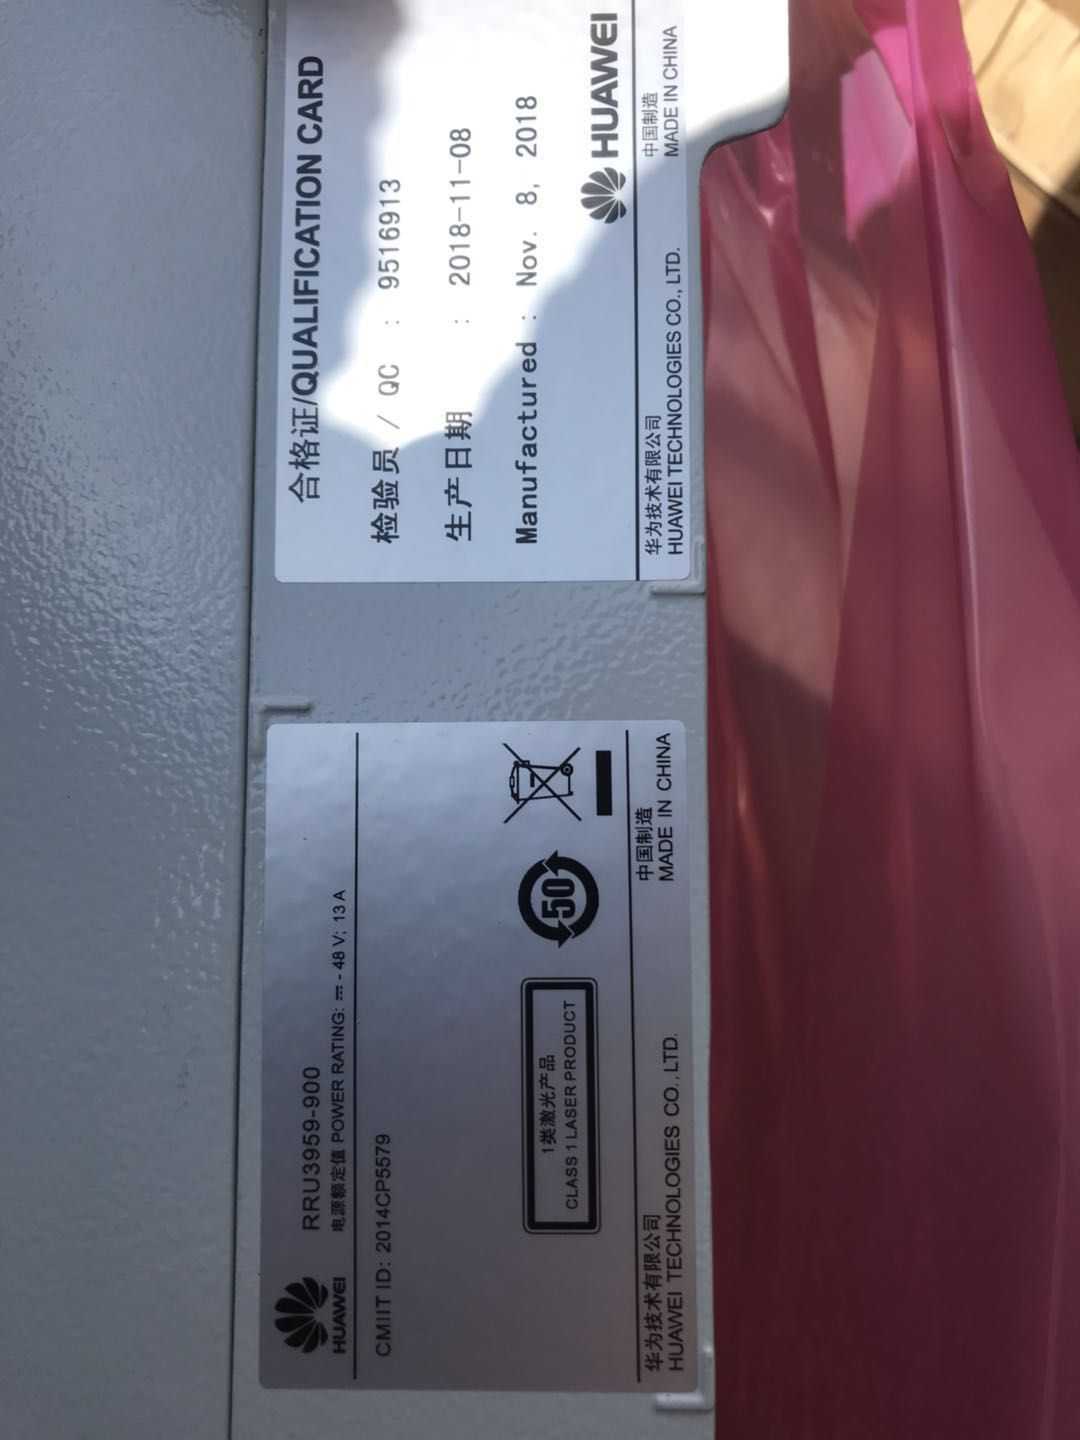 合格证/QUALIFICATION CARD
检验员 / QC : 9516913
生产日期 : 2018-11-08
Manufactured : Nov. 8, 2018
HUAWEI
华为技术有限公司 中国制造
HUAWEI TECHNOLOGIES CO., LTD. MADE IN CHINA
HUAWEI
RRU3959-900
电源额定值 POWER RATING: ⎓ - 48 V; 13 A
CMIIT ID: 2014CP5579
1类激光产品
CLASS 1 LASER PRODUCT
50
华为技术有限公司 中国制造
HUAWEI TECHNOLOGIES CO., LTD. MADE IN CHINA